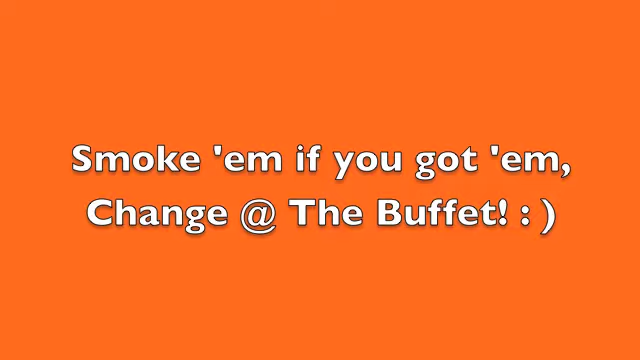 Smoke 'em if you got 'em,
Change @ The Buffet! : )